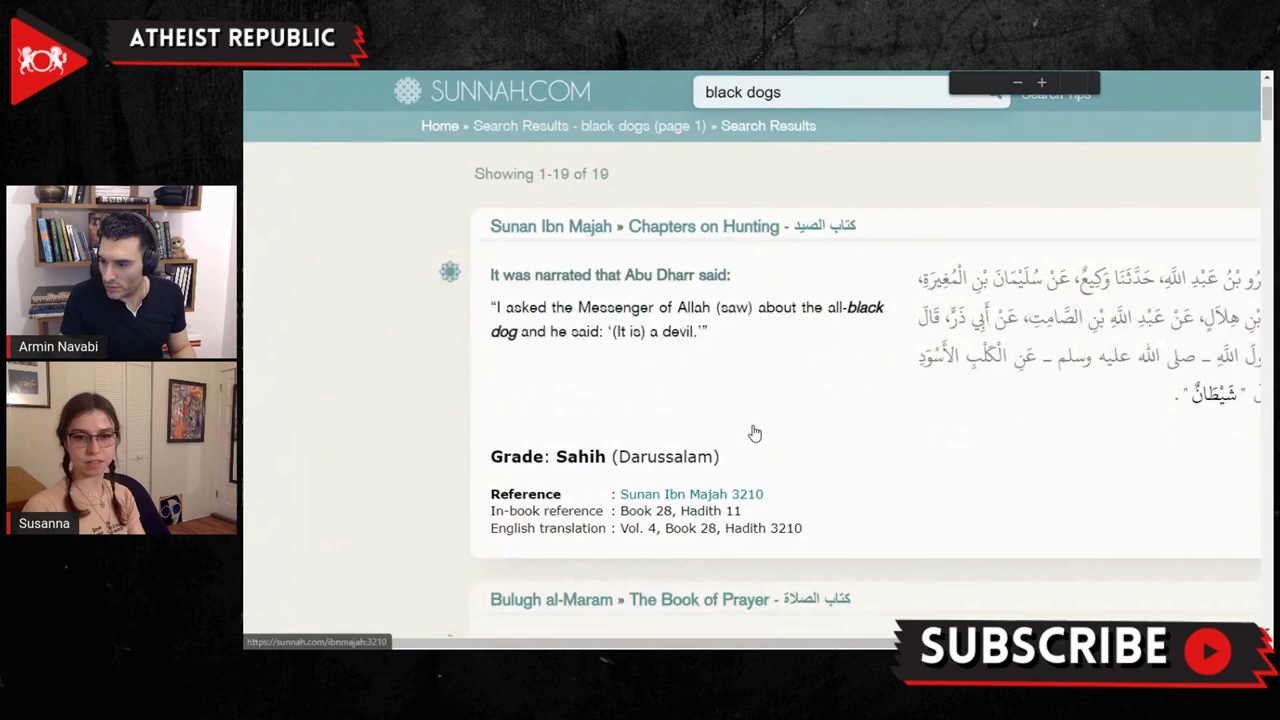 ATHEIST REPUBLIC
SUNNAH.COM
black dogs
Search Tips
Home » Search Results - black dogs (page 1) » Search Results
Showing 1-19 of 19
Sunan Ibn Majah » Chapters on Hunting - كتاب الصيد
It was narrated that Abu Dharr said:
“I asked the Messenger of Allah (saw) about the all-black
dog and he said: ‘(It is) a devil.’”
بْنُ عَبْدِ اللَّهِ، حَدَّثَنَا وَكِيعٌ، عَنْ سُلَيْمَانَ بْنِ الْمُغِيرَةِ،
بْنِ هِلاَلٍ، عَنْ عَبْدِ اللَّهِ بْنِ الصَّامِتِ، عَنْ أَبِي ذَرٍّ، قَالَ
اللَّهِ ـ صلى الله عليه وسلم ـ عَنِ الْكَلْبِ الأَسْوَدِ
" شَيْطَانٌ " .
Grade: Sahih (Darussalam)
Reference : Sunan Ibn Majah 3210
In-book reference : Book 28, Hadith 11
English translation : Vol. 4, Book 28, Hadith 3210
Bulugh al-Maram » The Book of Prayer - كتاب الصلاة
https://sunnah.com/ibnmajah:3210
Armin Navabi
Susanna
SUBSCRIBE